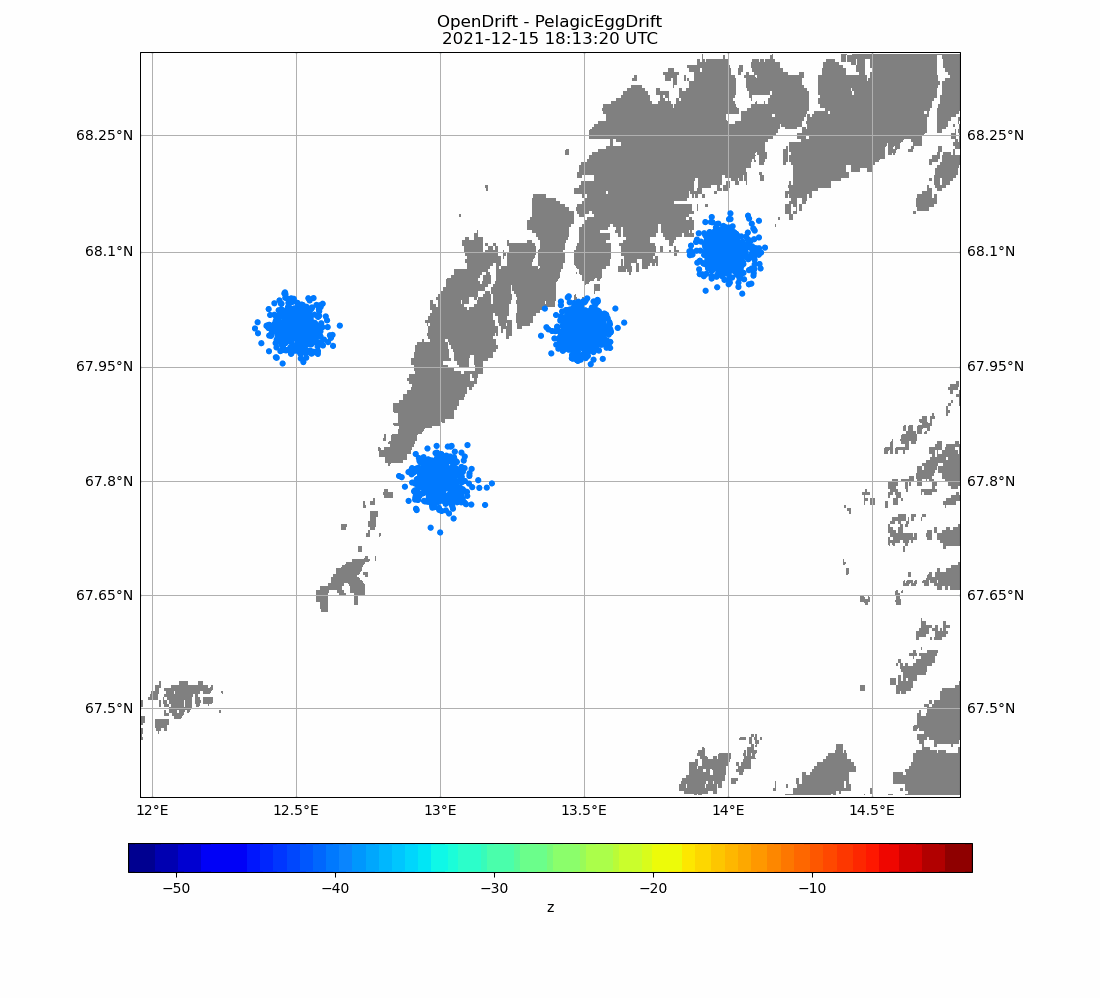 OpenDrift - PelagicEggDrift
2021-12-15 18:13:20 UTC
68.25°N 68.25°N
68.1°N 68.1°N
67.95°N 67.95°N
67.8°N 67.8°N
67.65°N 67.65°N
67.5°N 67.5°N
12°E 12.5°E 13°E 13.5°E 14°E 14.5°E
−50 −40 −30 −20 −10
z